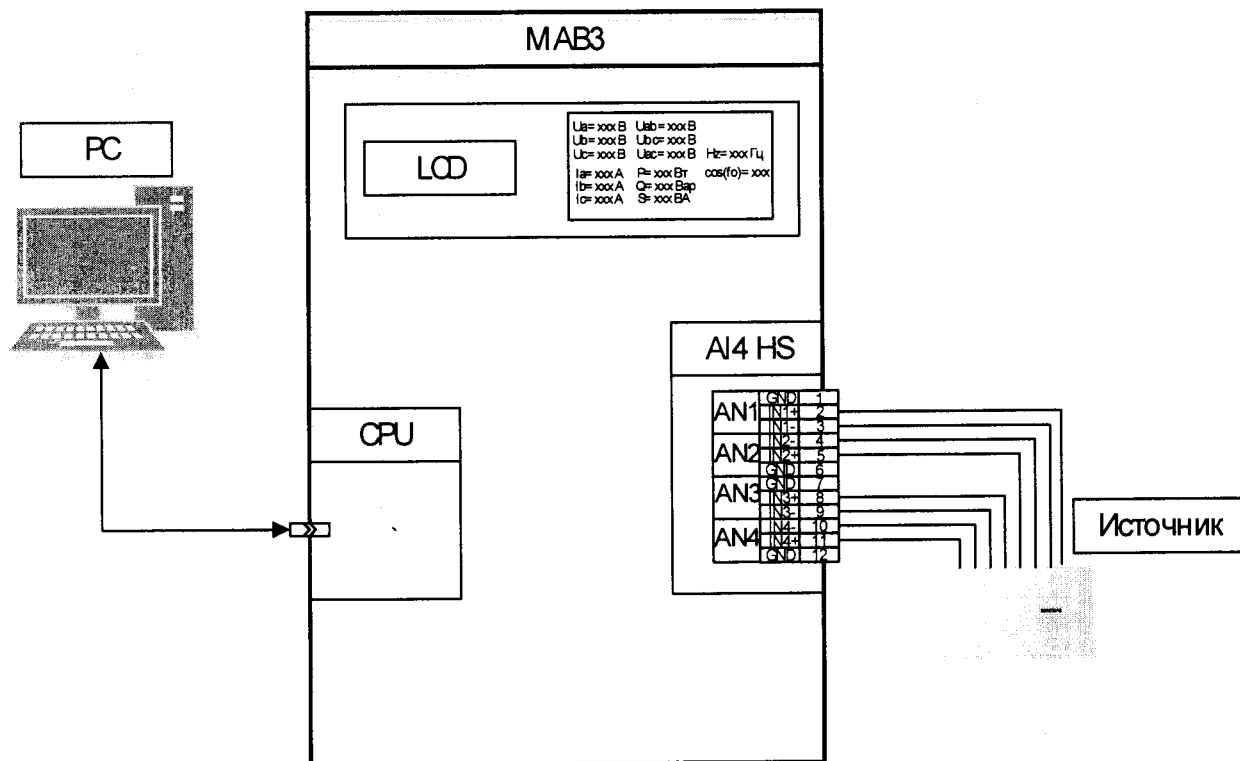 MAB3
PC
LCD
Ua= xxx В Uab= xxx В
Ub= xxx В Ubc= xxx В
Uc= xxx В Uac= xxx В Hz= xxx Гц
Ia= xxx А P= xxx Вт cos(fo)= xxx
Ib= xxx А Q= xxx Вар
Ic= xxx А S= xxx ВА
AI4 HS
CPU
AN1
GND 1
IN1+ 2
IN1- 3
AN2
IN2- 4
IN2+ 5
GND 6
AN3
GND 7
IN3+ 8
IN3- 9
AN4
IN4- 10
IN4+ 11
GND 12
Источник